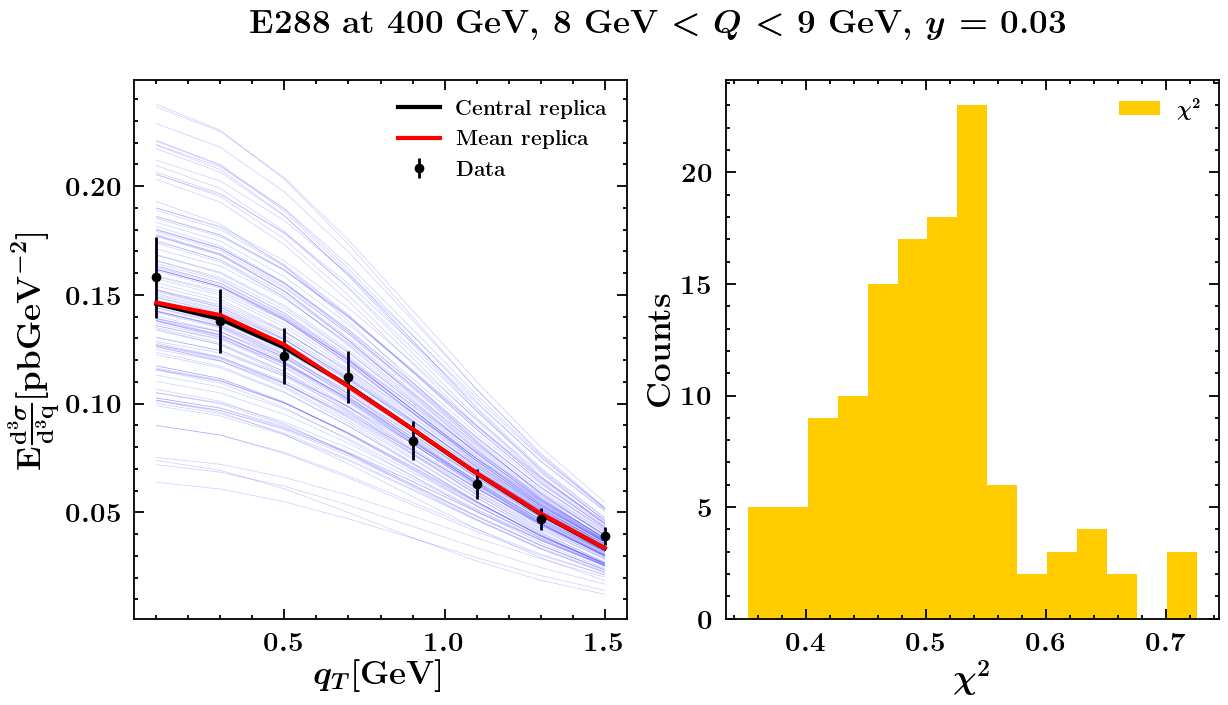 E288 at 400 GeV, 8 GeV < Q < 9 GeV, y = 0.03
Central replica
Mean replica
Data
0.20
0.15
0.10
0.05
E d³σ/d³q [pbGeV⁻²]
0.5
1.0
1.5
q_T[GeV]
χ²
20
15
10
5
0
Counts
0.4
0.5
0.6
0.7
χ²